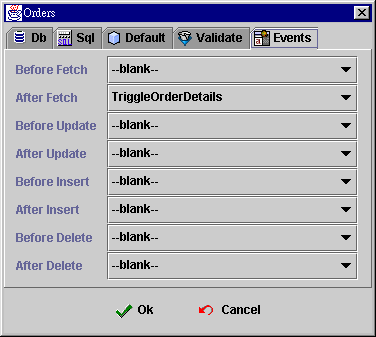 Orders
Db Sql Default Validate Events
Before Fetch --blank--
After Fetch TriggleOrderDetails
Before Update --blank--
After Update --blank--
Before Insert --blank--
After Insert --blank--
Before Delete --blank--
After Delete --blank--
Ok Cancel